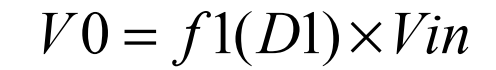 V0 = f1(D1)×Vin